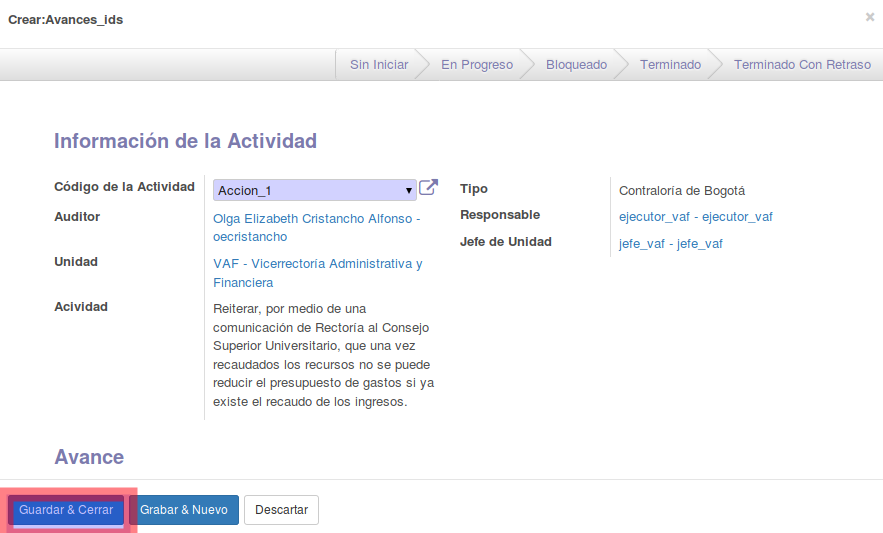 Crear:Avances_ids ×
Sin Iniciar En Progreso Bloqueado Terminado Terminado Con Retraso
Información de la Actividad
Código de la Actividad Accion_1
Auditor Olga Elizabeth Cristancho Alfonso -
oecristancho
Unidad VAF - Vicerrectoría Administrativa y
Financiera
Acividad Reiterar, por medio de una
comunicación de Rectoría al Consejo
Superior Universitario, que una vez
recaudados los recursos no se puede
reducir el presupuesto de gastos si ya
existe el recaudo de los ingresos.
Tipo Contraloría de Bogotá
Responsable ejecutor_vaf - ejecutor_vaf
Jefe de Unidad jefe_vaf - jefe_vaf
Avance
Guardar & Cerrar Grabar & Nuevo Descartar